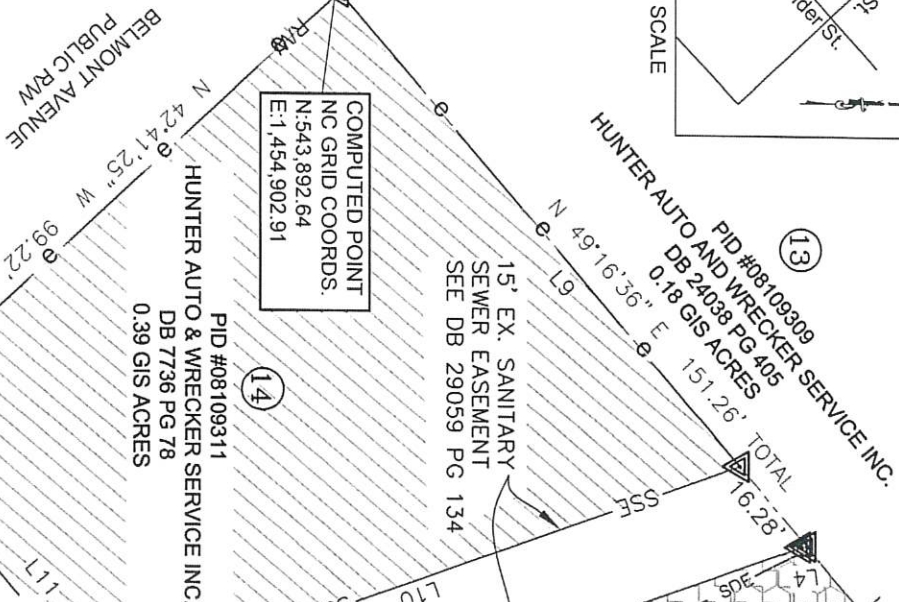 SCALE
St.
der St.
13
PID #08109309
HUNTER AUTO AND WRECKER SERVICE INC.
DB 24038 PG 405
0.18 GIS ACRES
BELMONT AVENUE
PUBLIC R/W
R/W
e
e
e
e
e
e
COMPUTED POINT
NC GRID COORDS.
N:543,892.64
E:1,454,902.91
N 42°41'25" W 99.22'
N 49°16'36" E 151.26' TOTAL
L9
16.28'
15' EX. SANITARY
SEWER EASEMENT
SEE DB 29059 PG 134
SSE
SDE
L4
L10
L11
14
PID #08109311
HUNTER AUTO & WRECKER SERVICE INC.
DB 7736 PG 78
0.39 GIS ACRES